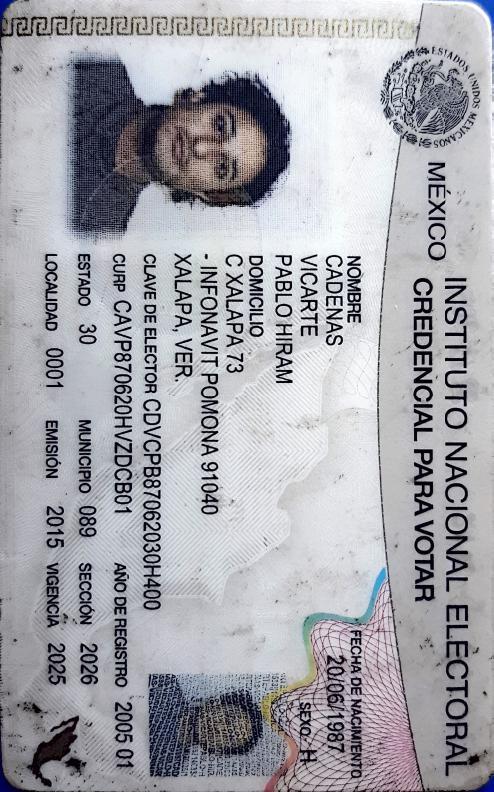 ESTADOS UNIDOS MEXICANOS
MÉXICO
INSTITUTO NACIONAL ELECTORAL
CREDENCIAL PARA VOTAR
NOMBRE
CADENAS
VICARTE
PABLO HIRAM
FECHA DE NACIMIENTO
20/06/1987
SEXO H
DOMICILIO
C XALAPA 73
- INFONAVIT POMONA 91040
XALAPA, VER.
CLAVE DE ELECTOR CDVCPB87062030H400
CURP CAVP870620HVZDCB01 AÑO DE REGISTRO 2005 01
ESTADO 30 MUNICIPIO 089 SECCIÓN 2026
LOCALIDAD 0001 EMISIÓN 2015 VIGENCIA 2025